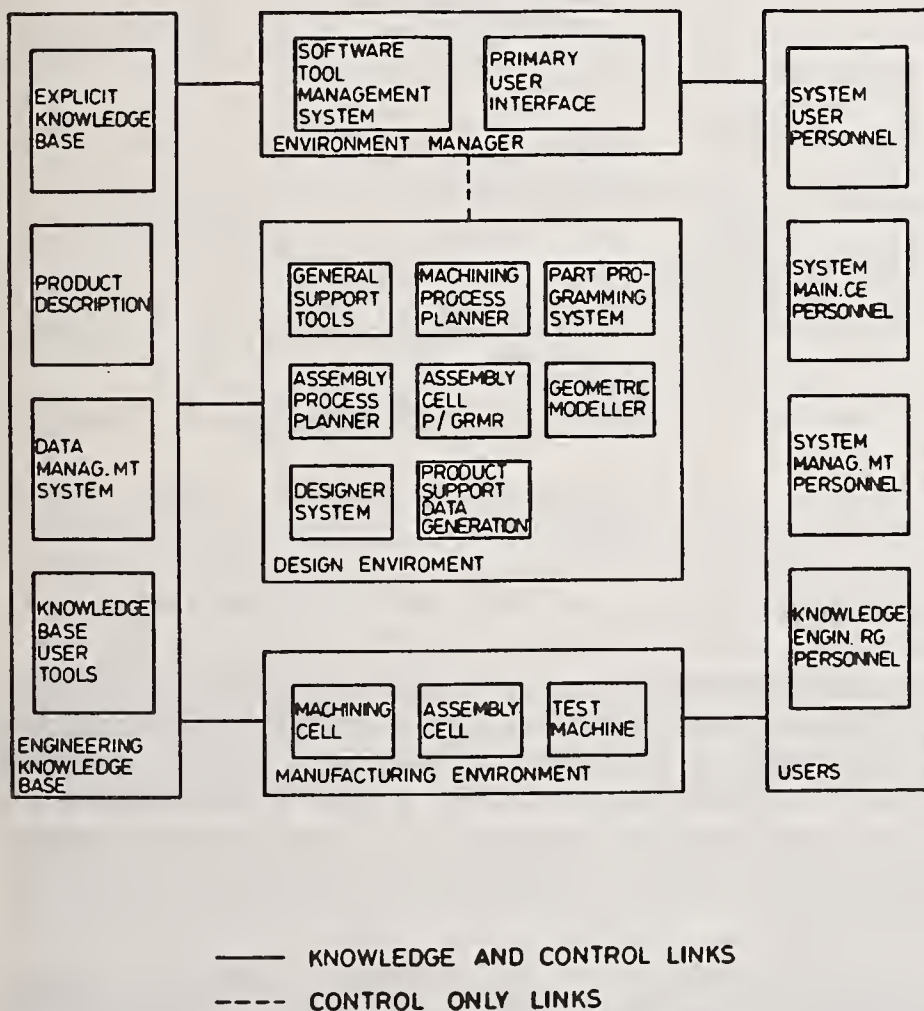 EXPLICIT
KNOWLEDGE
BASE
PRODUCT
DESCRIPTION
DATA
MANAG. MT
SYSTEM
KNOWLEDGE
BASE
USER
TOOLS
ENGINEERING
KNOWLEDGE
BASE
SOFTWARE
TOOL
MANAGEMENT
SYSTEM
PRIMARY
USER
INTERFACE
ENVIRONMENT MANAGER
GENERAL
SUPPORT
TOOLS
MACHINING
PROCESS
PLANNER
PART PRO-
GRAMMING
SYSTEM
ASSEMBLY
PROCESS
PLANNER
ASSEMBLY
CELL
P/GRMR
GEOMETRIC
MODELLER
DESIGNER
SYSTEM
PRODUCT
SUPPORT
DATA
GENERATION
DESIGN ENVIROMENT
MACHINING
CELL
ASSEMBLY
CELL
TEST
MACHINE
MANUFACTURING ENVIRONMENT
SYSTEM
USER
PERSONNEL
SYSTEM
MAIN.CE
PERSONNEL
SYSTEM
MANAG. MT
PERSONNEL
KNOWLEDGE
ENGIN. RG
PERSONNEL
USERS
KNOWLEDGE AND CONTROL LINKS
CONTROL ONLY LINKS